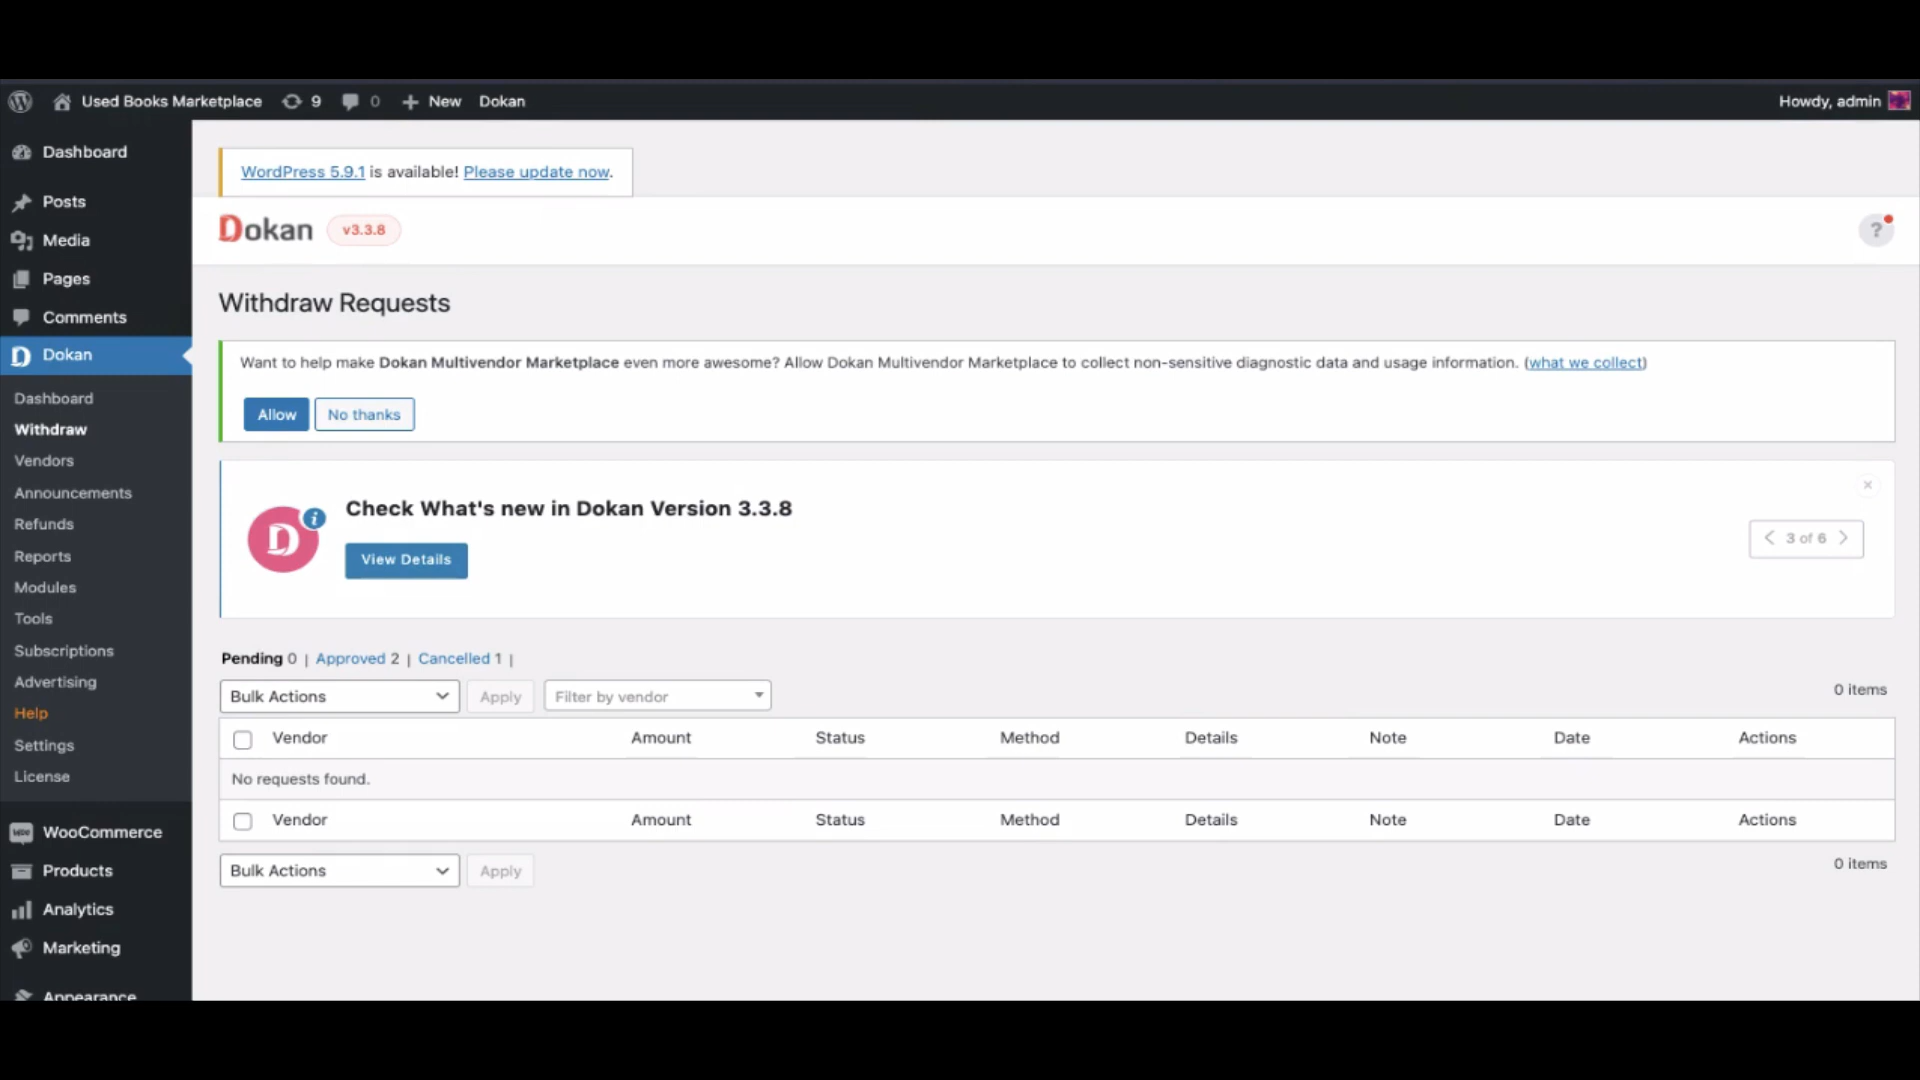 Used Books Marketplace 9 0 New Dokan Howdy, admin
Dashboard
Posts
Media
Pages
Comments
Dokan
Dashboard
Withdraw
Vendors
Announcements
Refunds
Reports
Modules
Tools
Subscriptions
Advertising
Help
Settings
License
WooCommerce
Products
Analytics
Marketing
Appearance
WordPress 5.9.1 is available! Please update now.
Dokan v3.3.8 ?
Withdraw Requests
Want to help make Dokan Multivendor Marketplace even more awesome? Allow Dokan Multivendor Marketplace to collect non-sensitive diagnostic data and usage information. (what we collect)
Allow No thanks
Check What's new in Dokan Version 3.3.8
View Details
3 of 6
Pending 0 | Approved 2 | Cancelled 1 |
Bulk Actions Apply Filter by vendor 0 items
Vendor Amount Status Method Details Note Date Actions
No requests found.
Vendor Amount Status Method Details Note Date Actions
Bulk Actions Apply 0 items